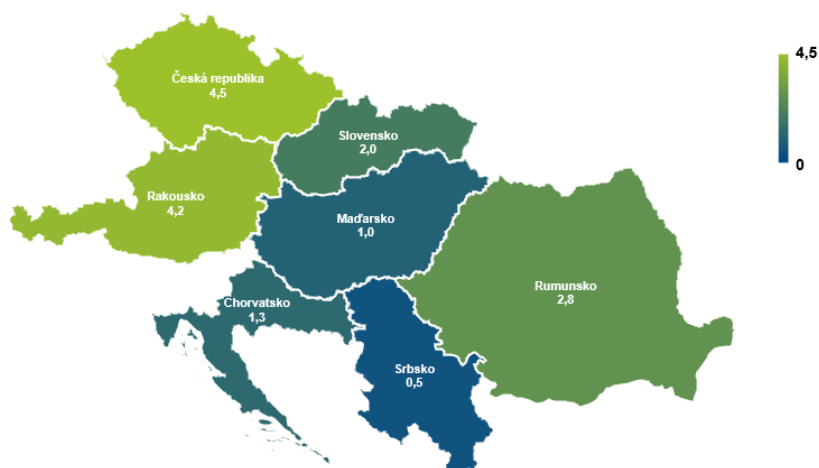 4,5
Česká republika
4,5
Slovensko
2,0
0
Rakousko
4,2
Maďarsko
1,0
Rumunsko
2,8
Chorvatsko
1,3
Srbsko
0,5